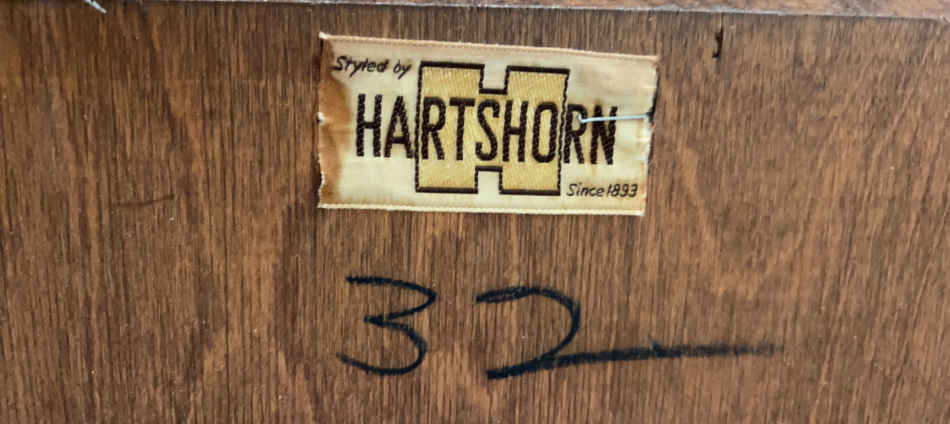 Styled by
HARTSHORN
Since 1893
32